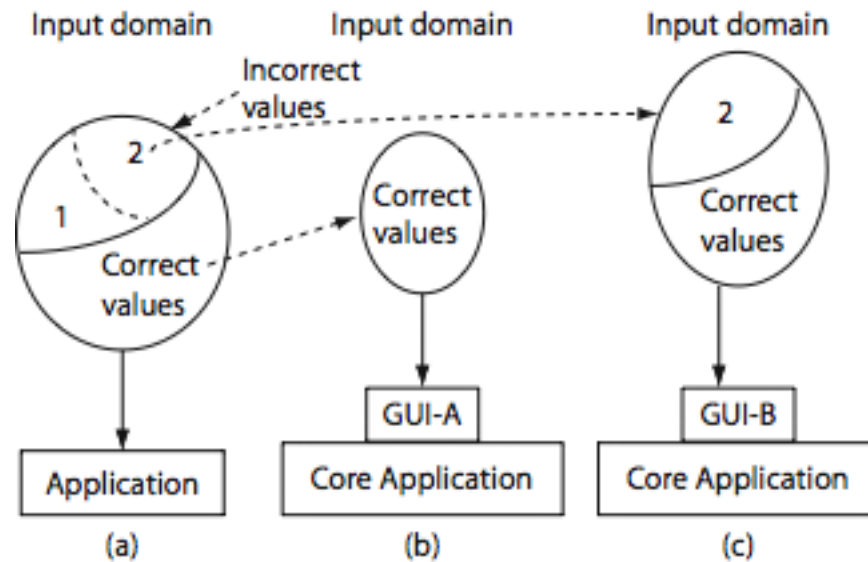 Input domain
Input domain
Input domain
Incorrect
values
2
2
1
Correct
values
Correct
values
Correct
values
GUI-A
GUI-B
Application
Core Application
Core Application
(a)
(b)
(c)